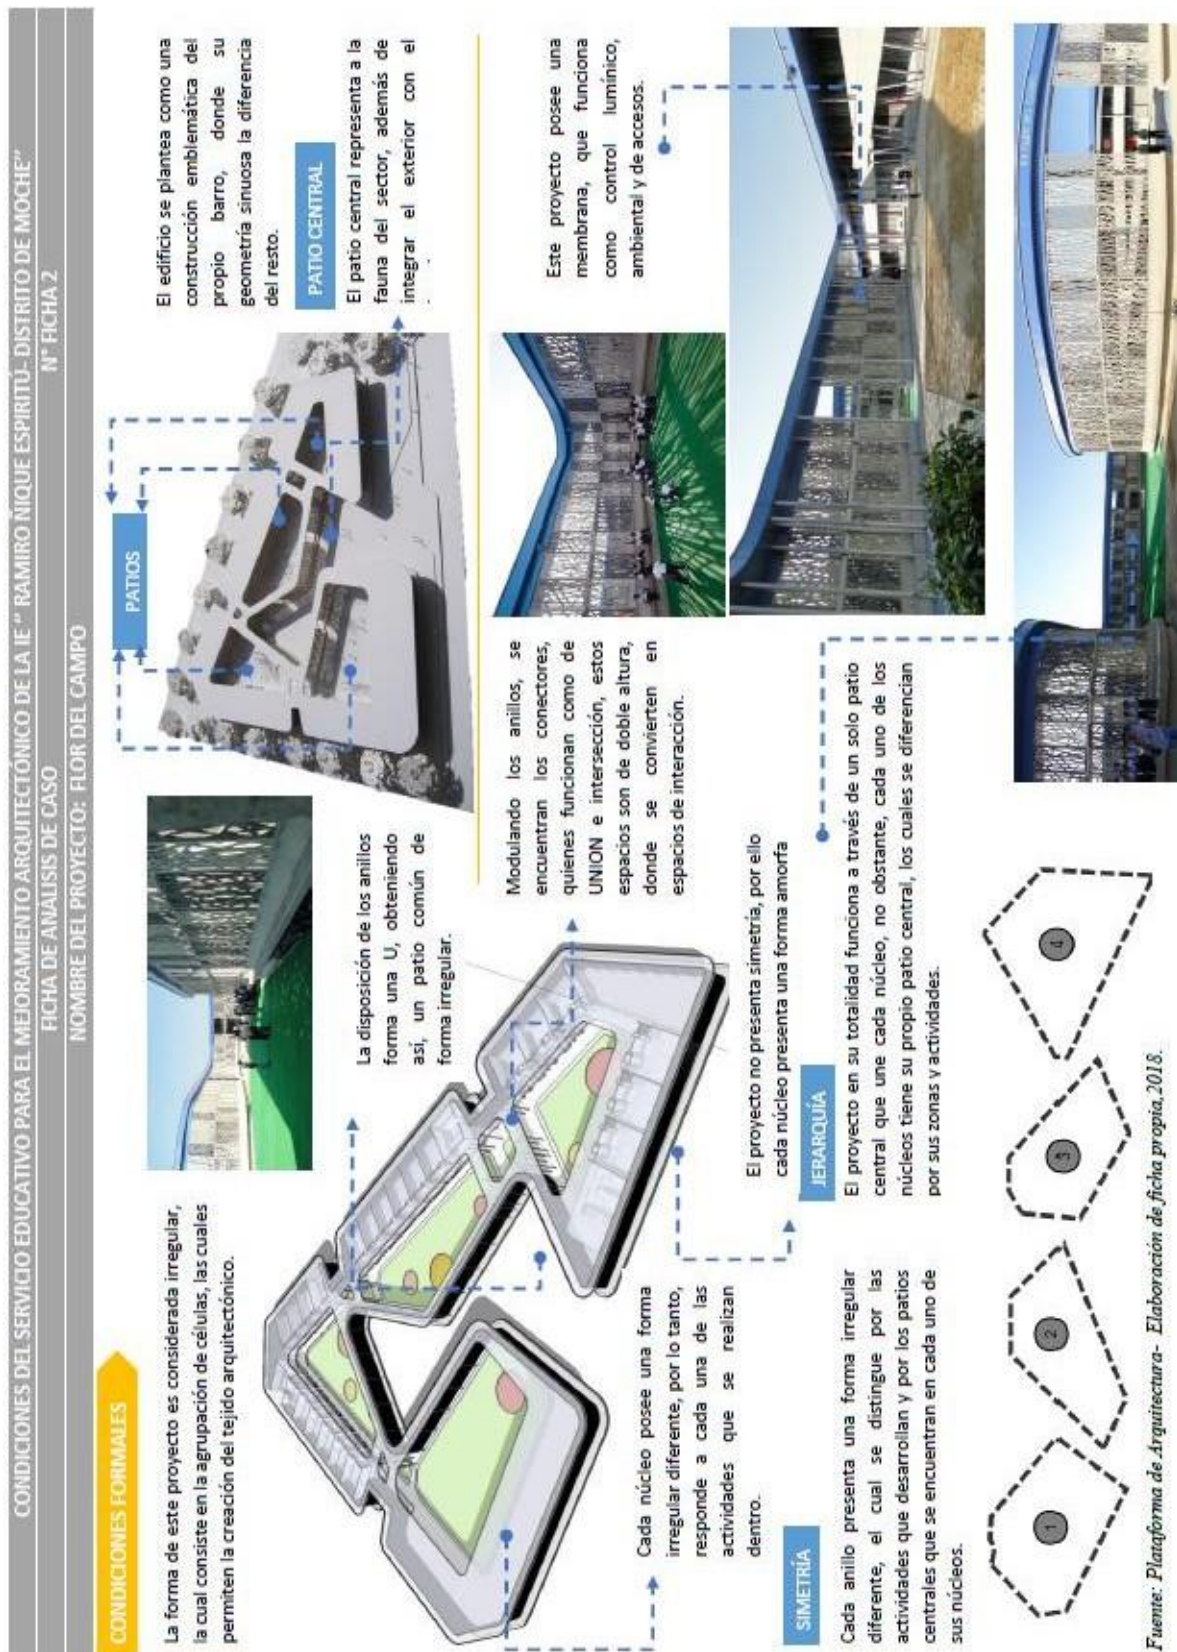 CONDICIONES DEL SERVICIO EDUCATIVO PARA EL MEJORAMIENTO ARQUITECTÓNICO DE LA IE " RAMIRO ÑIQUE ESPIRITÚ- DISTRITO DE MOCHE"
FICHA DE ANÁLISIS DE CASO
N° FICHA 2
NOMBRE DEL PROYECTO: FLOR DEL CAMPO
CONDICIONES FORMALES
La forma de este proyecto es considerada irregular,
la cual consiste en la agrupación de células, las cuales
permiten la creación del tejido arquitectónico.
PATIOS
El edificio se plantea como una
construcción emblemática del
propio barro, donde su
geometría sinuosa la diferencia
del resto.
PATIO CENTRAL
El patio central representa a la
fauna del sector, además de
integrar el exterior con el
La disposición de los anillos
forma una U, obteniendo
así, un patio común de
forma irregular.
Modulando los anillos, se
encuentran los conectores,
quienes funcionan como de
UNION e intersección, estos
espacios son de doble altura,
donde se convierten en
espacios de interacción.
Este proyecto posee una
membrana, que funciona
como control lumínico,
ambiental y de accesos.
Cada núcleo posee una forma
irregular diferente, por lo tanto,
responde a cada una de las
actividades que se realizan
dentro.
El proyecto no presenta simetría, por ello
cada núcleo presenta una forma amorfa
SIMETRÍA
Cada anillo presenta una forma irregular
diferente, el cual se distingue por las
actividades que desarrollan y por los patios
centrales que se encuentran en cada uno de
sus núcleos.
JERARQUÍA
El proyecto en su totalidad funciona a través de un solo patio
central que une cada núcleo, no obstante, cada uno de los
núcleos tiene su propio patio central, los cuales se diferencian
por sus zonas y actividades.
1
2
3
4
Fuente: Plataforma de Arquitectura- Elaboración de ficha propia,2018.